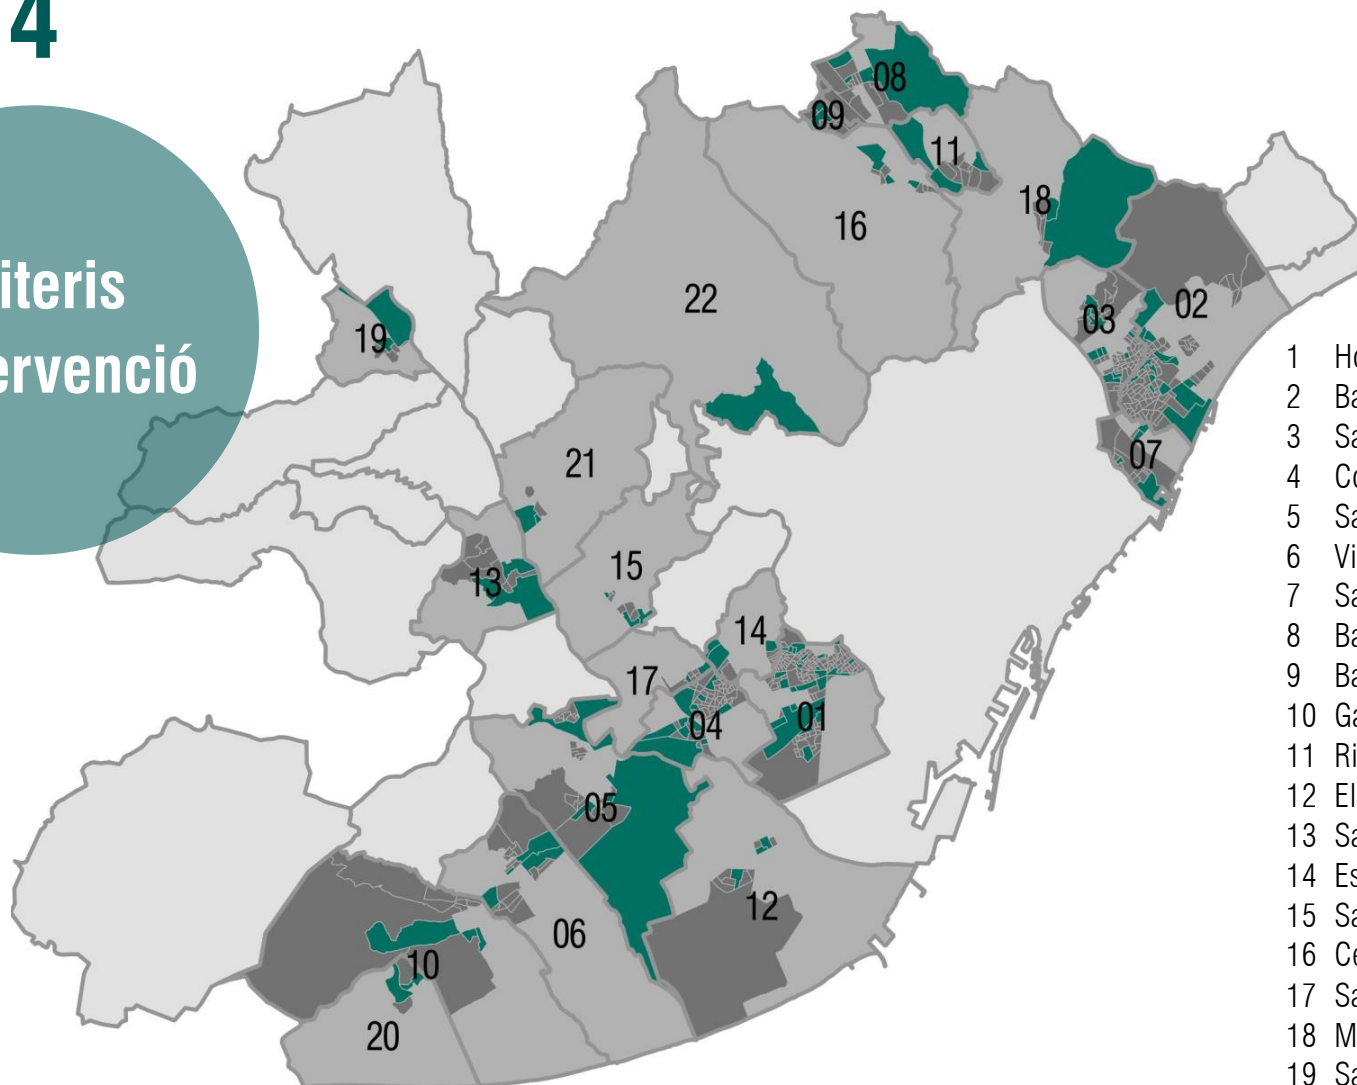 4
iteris
ervenció
08
09
11
18
16
22
02
03
19
07
21
15
13
14
17
01
04
05
12
06
10
20
1 Ho
2 Ba
3 Sa
4 Co
5 Sa
6 Vi
7 Sa
8 Ba
9 Ba
10 Ga
11 Ri
12 El
13 Sa
14 Es
15 Sa
16 Ce
17 Sa
18 M
19 Sa